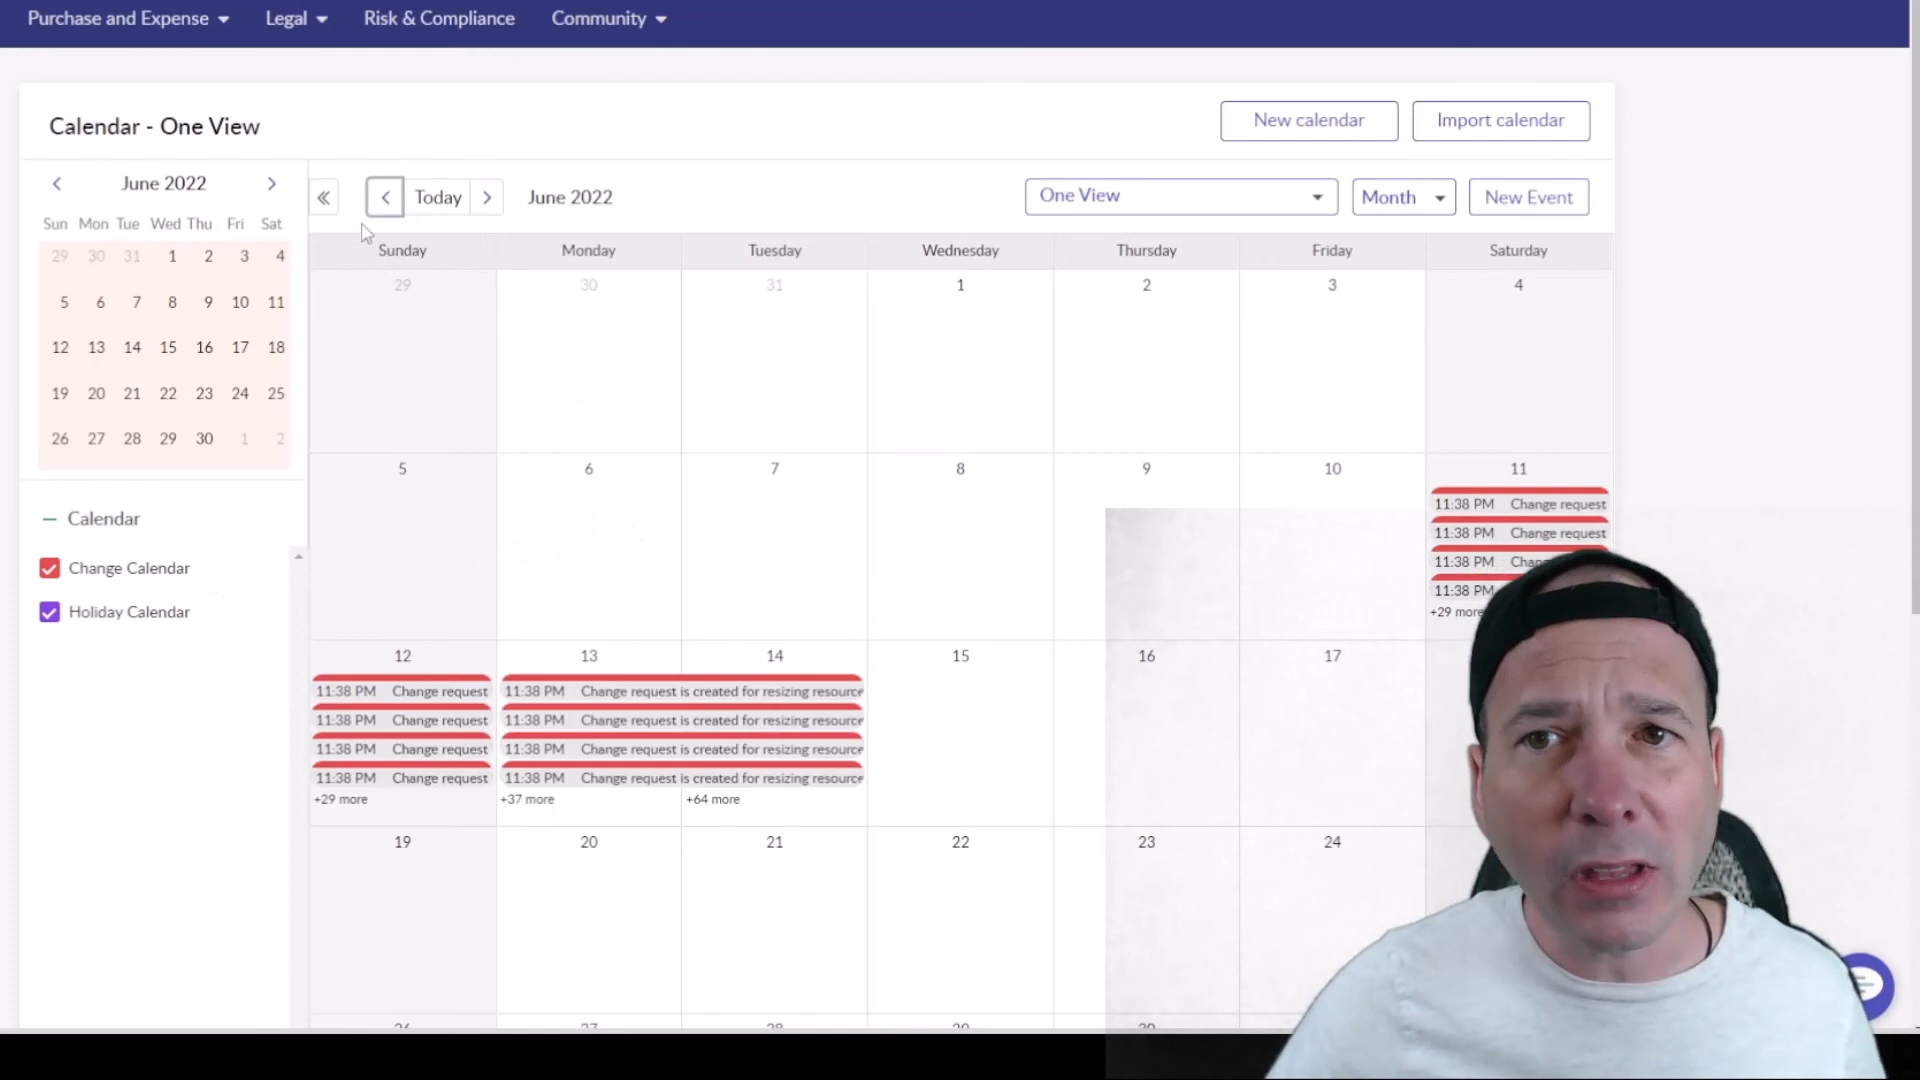 Purchase and Expense Legal Risk & Compliance Community
Calendar - One View
New calendar Import calendar
June 2022
Sun Mon Tue Wed Thu Fri Sat
29 30 31 1 2 3 4
5 6 7 8 9 10 11
12 13 14 15 16 17 18
19 20 21 22 23 24 25
26 27 28 29 30 1 2
Calendar
Change Calendar
Holiday Calendar
Today June 2022 One View Month New Event
Sunday Monday Tuesday Wednesday Thursday Friday Saturday
29 30 31 1 2 3 4
5 6 7 8 9 10 11
11:38 PM Change request
11:38 PM Change request
11:38 PM
11:38 PM
+29 more
12 13 14 15 16 17
11:38 PM Change request 11:38 PM Change request is created for resizing resource
11:38 PM Change request 11:38 PM Change request is created for resizing resource
11:38 PM Change request 11:38 PM Change request is created for resizing resource
11:38 PM Change request 11:38 PM Change request is created for resizing resource
+29 more +37 more +64 more
19 20 21 22 23 24